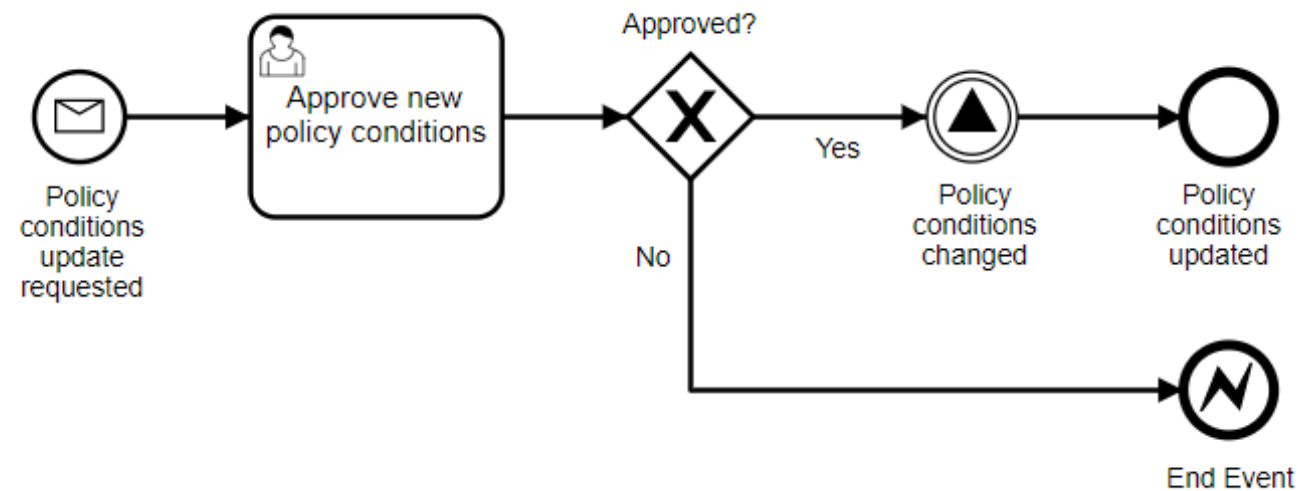 Approved?
Approve new
policy conditions
Yes
Policy
conditions
update
requested
Policy
conditions
changed
Policy
conditions
updated
No
End Event